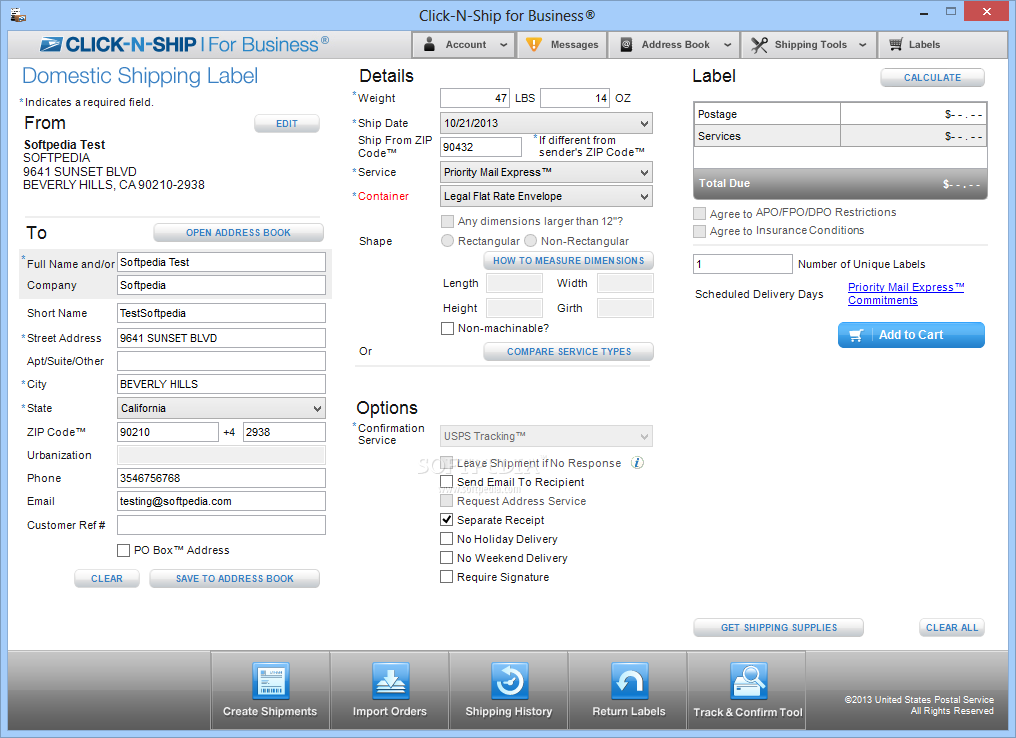 Click-N-Ship for Business®
CLICK-N-SHIP | For Business®
Account
Messages
Address Book
Shipping Tools
Labels
Domestic Shipping Label
*Indicates a required field.
From
EDIT
Softpedia Test
SOFTPEDIA
9641 SUNSET BLVD
BEVERLY HILLS, CA 90210-2938
To
OPEN ADDRESS BOOK
*Full Name and/or Softpedia Test
Company Softpedia
Short Name TestSoftpedia
*Street Address 9641 SUNSET BLVD
Apt/Suite/Other
*City BEVERLY HILLS
*State California
ZIP Code™ 90210 +4 2938
Urbanization
Phone 3546756768
Email testing@softpedia.com
Customer Ref #
PO Box™ Address
CLEAR
SAVE TO ADDRESS BOOK
Details
*Weight 47 LBS 14 OZ
*Ship Date 10/21/2013
Ship From ZIP Code™ 90432
*If different from
sender's ZIP Code™
*Service Priority Mail Express™
*Container Legal Flat Rate Envelope
Any dimensions larger than 12"?
Shape Rectangular Non-Rectangular
HOW TO MEASURE DIMENSIONS
Length Width
Height Girth
Non-machinable?
Or COMPARE SERVICE TYPES
Options
*Confirmation
Service USPS Tracking™
Leave Shipment if No Response
SOFTPEDIA
Send Email To Recipient
www.softpedia.com
Request Address Service
Separate Receipt
No Holiday Delivery
No Weekend Delivery
Require Signature
Label
CALCULATE
Postage $--.--
Services $--.--
Total Due $--.--
Agree to APO/FPO/DPO Restrictions
Agree to Insurance Conditions
1 Number of Unique Labels
Scheduled Delivery Days
Priority Mail Express™
Commitments
Add to Cart
GET SHIPPING SUPPLIES
CLEAR ALL
Create Shipments
Import Orders
Shipping History
Return Labels
Track & Confirm Tool
©2013 United States Postal Service
All Rights Reserved